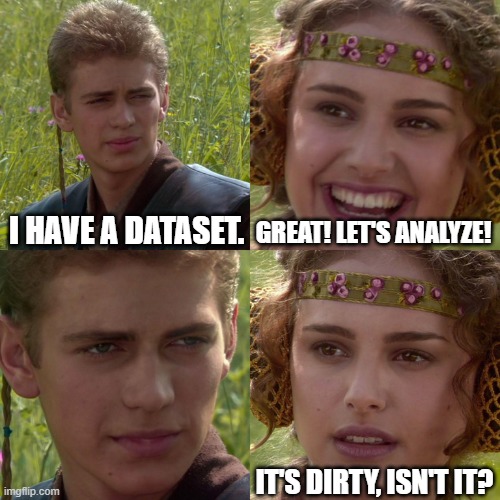 I HAVE A DATASET.
GREAT! LET'S ANALYZE!
IT'S DIRTY, ISN'T IT?
imgflip.com